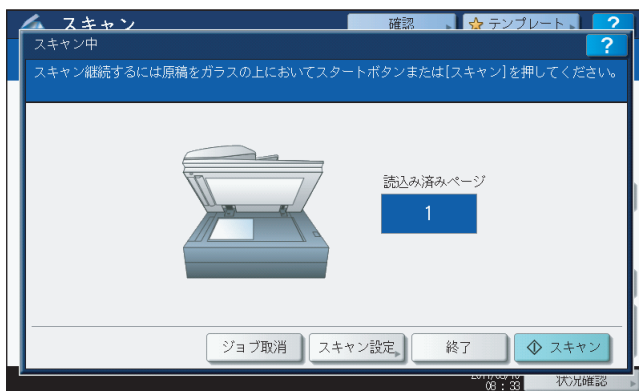 スキャン
確認
テンプレート
?
スキャン中
?
スキャン継続するには原稿をガラスの上においてスタートボタンまたは[スキャン]を押してください。
読込み済みページ
1
ジョブ取消
スキャン設定
終了
スキャン
08:33
状況確認